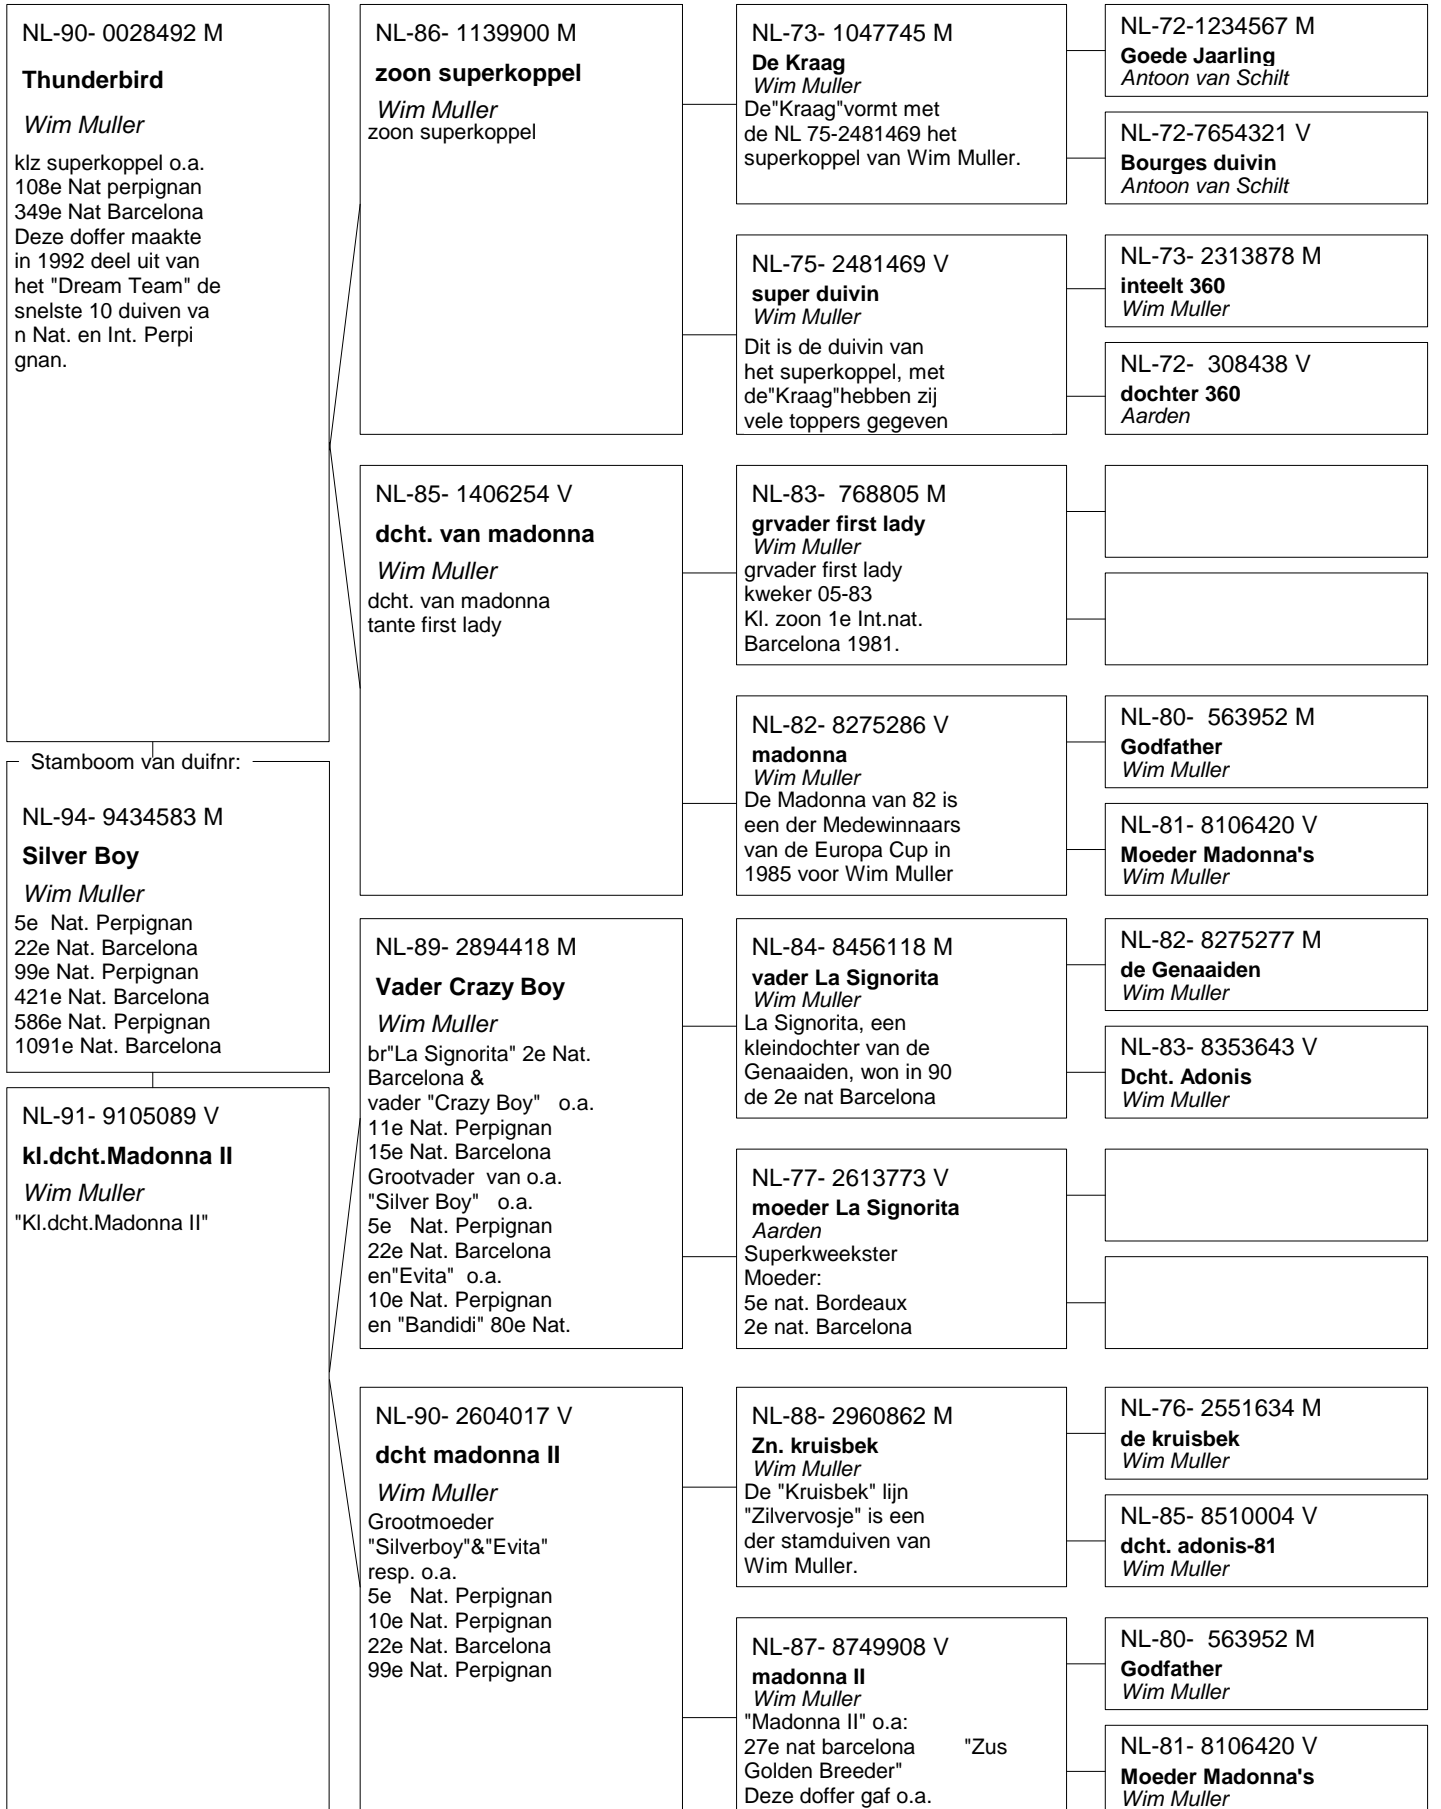 NL-90- 0028492 M
Thunderbird
Wim Muller
klz superkoppel o.a.
108e Nat perpignan
349e Nat Barcelona
Deze doffer maakte
in 1992 deel uit van
het "Dream Team" de
snelste 10 duiven va
n Nat. en Int. Perpi
gnan.
Stamboom van duifnr:
NL-94- 9434583 M
Silver Boy
Wim Muller
5e Nat. Perpignan
22e Nat. Barcelona
99e Nat. Perpignan
421e Nat. Barcelona
586e Nat. Perpignan
1091e Nat. Barcelona
NL-91- 9105089 V
kl.dcht.Madonna II
Wim Muller
"Kl.dcht.Madonna II"
NL-86- 1139900 M
zoon superkoppel
Wim Muller
zoon superkoppel
NL-85- 1406254 V
dcht. van madonna
Wim Muller
dcht. van madonna
tante first lady
NL-89- 2894418 M
Vader Crazy Boy
Wim Muller
br"La Signorita" 2e Nat.
Barcelona &
vader "Crazy Boy" o.a.
11e Nat. Perpignan
15e Nat. Barcelona
Grootvader van o.a.
"Silver Boy" o.a.
5e Nat. Perpignan
22e Nat. Barcelona
en"Evita" o.a.
10e Nat. Perpignan
en "Bandidi" 80e Nat.
NL-90- 2604017 V
dcht madonna II
Wim Muller
Grootmoeder
"Silverboy"&"Evita"
resp. o.a.
5e Nat. Perpignan
10e Nat. Perpignan
22e Nat. Barcelona
99e Nat. Perpignan
NL-73- 1047745 M
De Kraag
Wim Muller
De"Kraag"vormt met
de NL 75-2481469 het
superkoppel van Wim Muller.
NL-75- 2481469 V
super duivin
Wim Muller
Dit is de duivin van
het superkoppel, met
de"Kraag"hebben zij
vele toppers gegeven
NL-83- 768805 M
grvader first lady
Wim Muller
grvader first lady
kweker 05-83
Kl. zoon 1e Int.nat.
Barcelona 1981.
NL-82- 8275286 V
madonna
Wim Muller
De Madonna van 82 is
een der Medewinnaars
van de Europa Cup in
1985 voor Wim Muller
NL-84- 8456118 M
vader La Signorita
Wim Muller
La Signorita, een
kleindochter van de
Genaaiden, won in 90
de 2e nat Barcelona
NL-77- 2613773 V
moeder La Signorita
Aarden
Superkweekster
Moeder:
5e nat. Bordeaux
2e nat. Barcelona
NL-88- 2960862 M
Zn. kruisbek
Wim Muller
De "Kruisbek" lijn
"Zilvervosje" is een
der stamduiven van
Wim Muller.
NL-87- 8749908 V
madonna II
Wim Muller
"Madonna II" o.a:
27e nat barcelona "Zus
Golden Breeder"
Deze doffer gaf o.a.
NL-72-1234567 M
Goede Jaarling
Antoon van Schilt
NL-72-7654321 V
Bourges duivin
Antoon van Schilt
NL-73- 2313878 M
inteelt 360
Wim Muller
NL-72- 308438 V
dochter 360
Aarden
NL-80- 563952 M
Godfather
Wim Muller
NL-81- 8106420 V
Moeder Madonna's
Wim Muller
NL-82- 8275277 M
de Genaaiden
Wim Muller
NL-83- 8353643 V
Dcht. Adonis
Wim Muller
NL-76- 2551634 M
de kruisbek
Wim Muller
NL-85- 8510004 V
dcht. adonis-81
Wim Muller
NL-80- 563952 M
Godfather
Wim Muller
NL-81- 8106420 V
Moeder Madonna's
Wim Muller